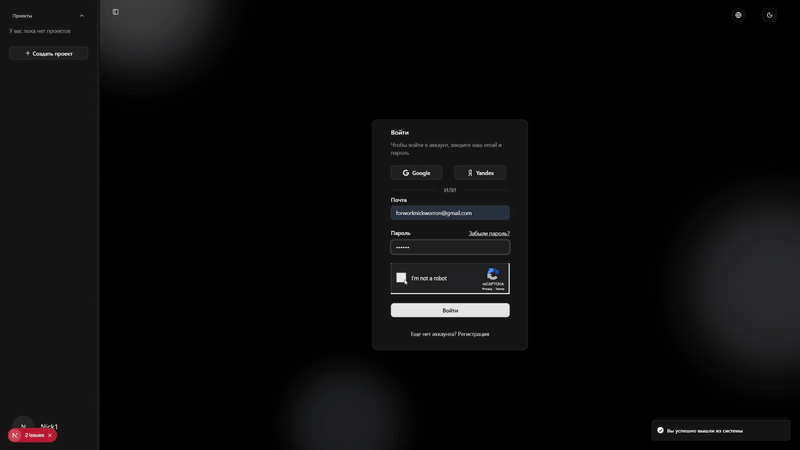 Проекты
У вас пока нет проектов
+ Создать проект
Войти
Чтобы войти в аккаунт, введите ваш email и
пароль
Google
Yandex
ИЛИ
Почта
forworknickworron@gmail.com
Пароль
Забыли пароль?
••••••
I'm not a robot
reCAPTCHA
Privacy - Terms
Войти
Еще нет аккаунта? Регистрация
N
Nick1
N
2 Issues
Вы успешно вышли из системы